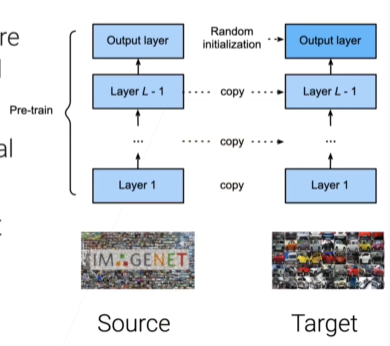 re
Pre-train
al
Output layer
Random
initialization
Output layer
Layer L - 1
copy
Layer L - 1
...
copy
...
Layer 1
copy
Layer 1
IMAGENET
Source
Target